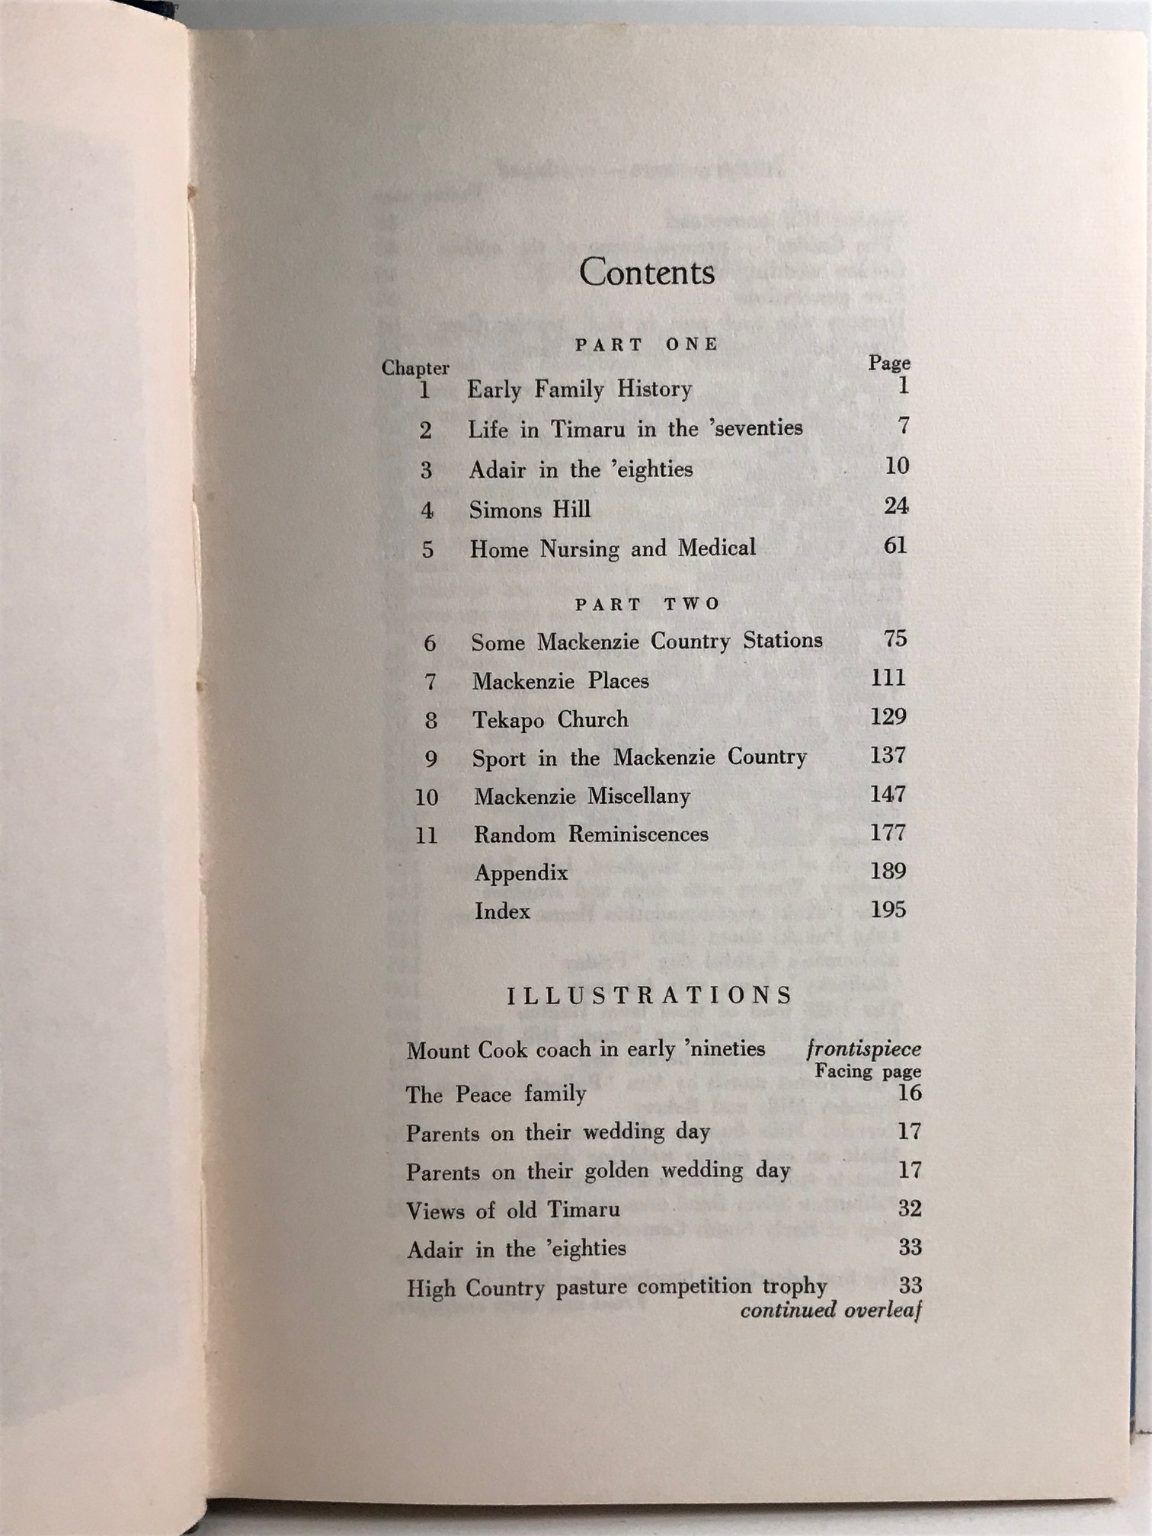 Contents
PART ONE
Chapter Page
1 Early Family History 1
2 Life in Timaru in the ’seventies 7
3 Adair in the ’eighties 10
4 Simons Hill 24
5 Home Nursing and Medical 61
PART TWO
6 Some Mackenzie Country Stations 75
7 Mackenzie Places 111
8 Tekapo Church 129
9 Sport in the Mackenzie Country 137
10 Mackenzie Miscellany 147
11 Random Reminiscences 177
Appendix 189
Index 195
ILLUSTRATIONS
Mount Cook coach in early ’nineties frontispiece
Facing page
The Peace family 16
Parents on their wedding day 17
Parents on their golden wedding day 17
Views of old Timaru 32
Adair in the ’eighties 33
High Country pasture competition trophy 33
continued overleaf